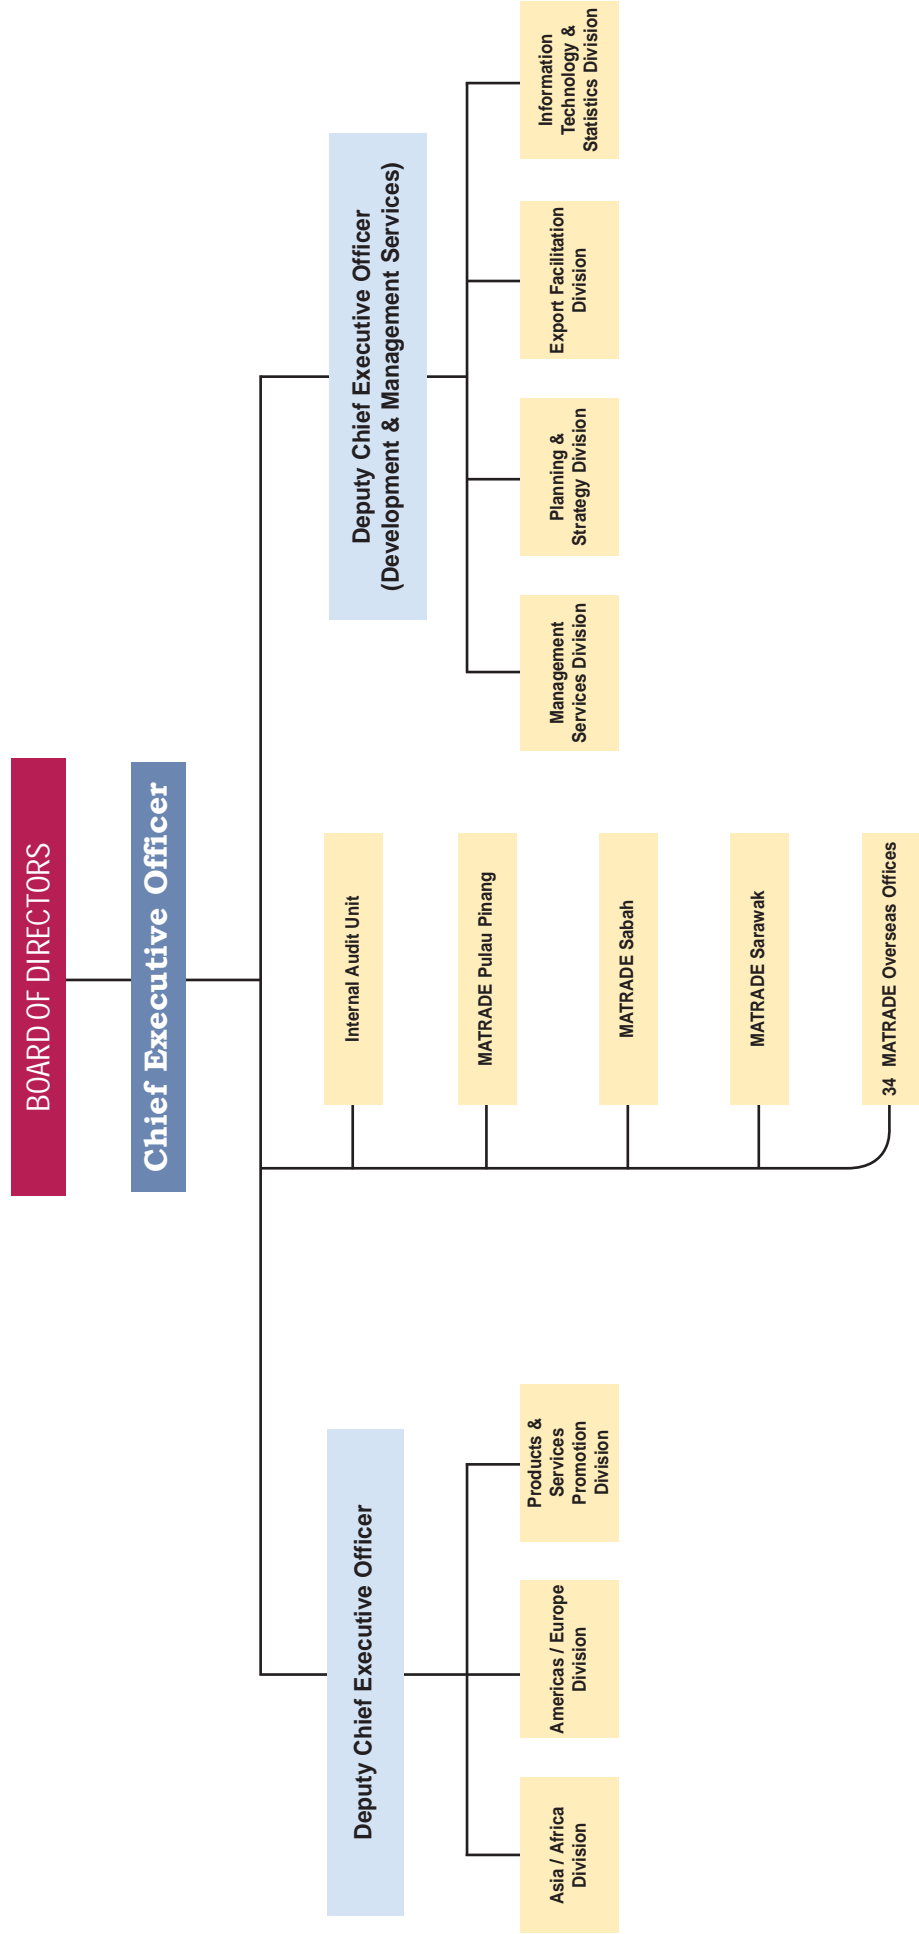 BOARD OF DIRECTORS
Chief Executive Officer
Deputy Chief Executive Officer
Asia / Africa
Division
Americas / Europe
Division
Products &
Services
Promotion
Division
Internal Audit Unit
MATRADE Pulau Pinang
MATRADE Sabah
MATRADE Sarawak
34 MATRADE Overseas Offices
Deputy Chief Executive Officer
(Development & Management Services)
Management
Services Division
Planning &
Strategy Division
Export Facilitation
Division
Information
Technology &
Statistics Division